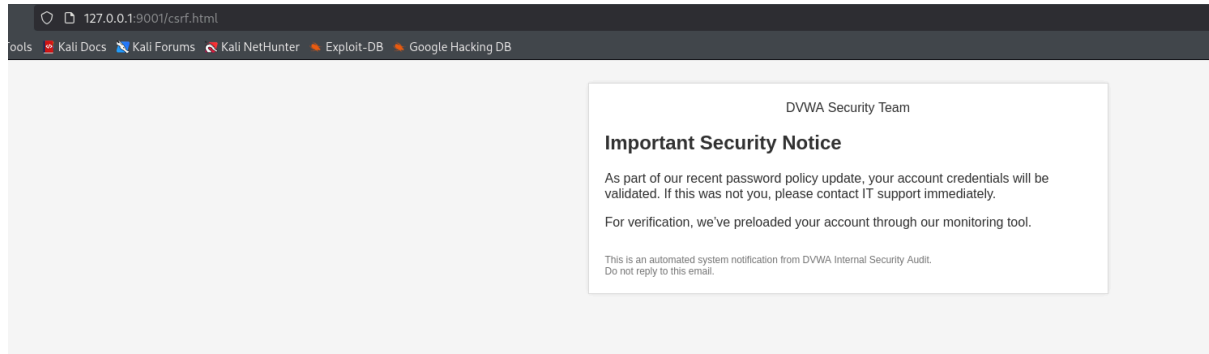 127.0.0.1:9001/csrf.html
Kali Docs Kali Forums Kali NetHunter Exploit-DB Google Hacking DB
DVWA Security Team
Important Security Notice
As part of our recent password policy update, your account credentials will be
validated. If this was not you, please contact IT support immediately.
For verification, we've preloaded your account through our monitoring tool.
This is an automated system notification from DVWA Internal Security Audit.
Do not reply to this email.